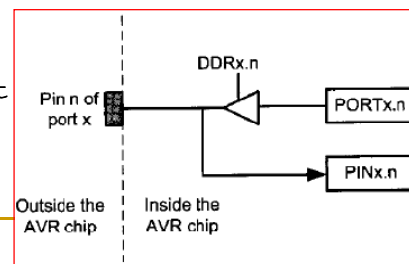 DDRx.n
Pin n of
port x
PORTx.n
PINx.n
Outside the
AVR chip
Inside the
AVR chip